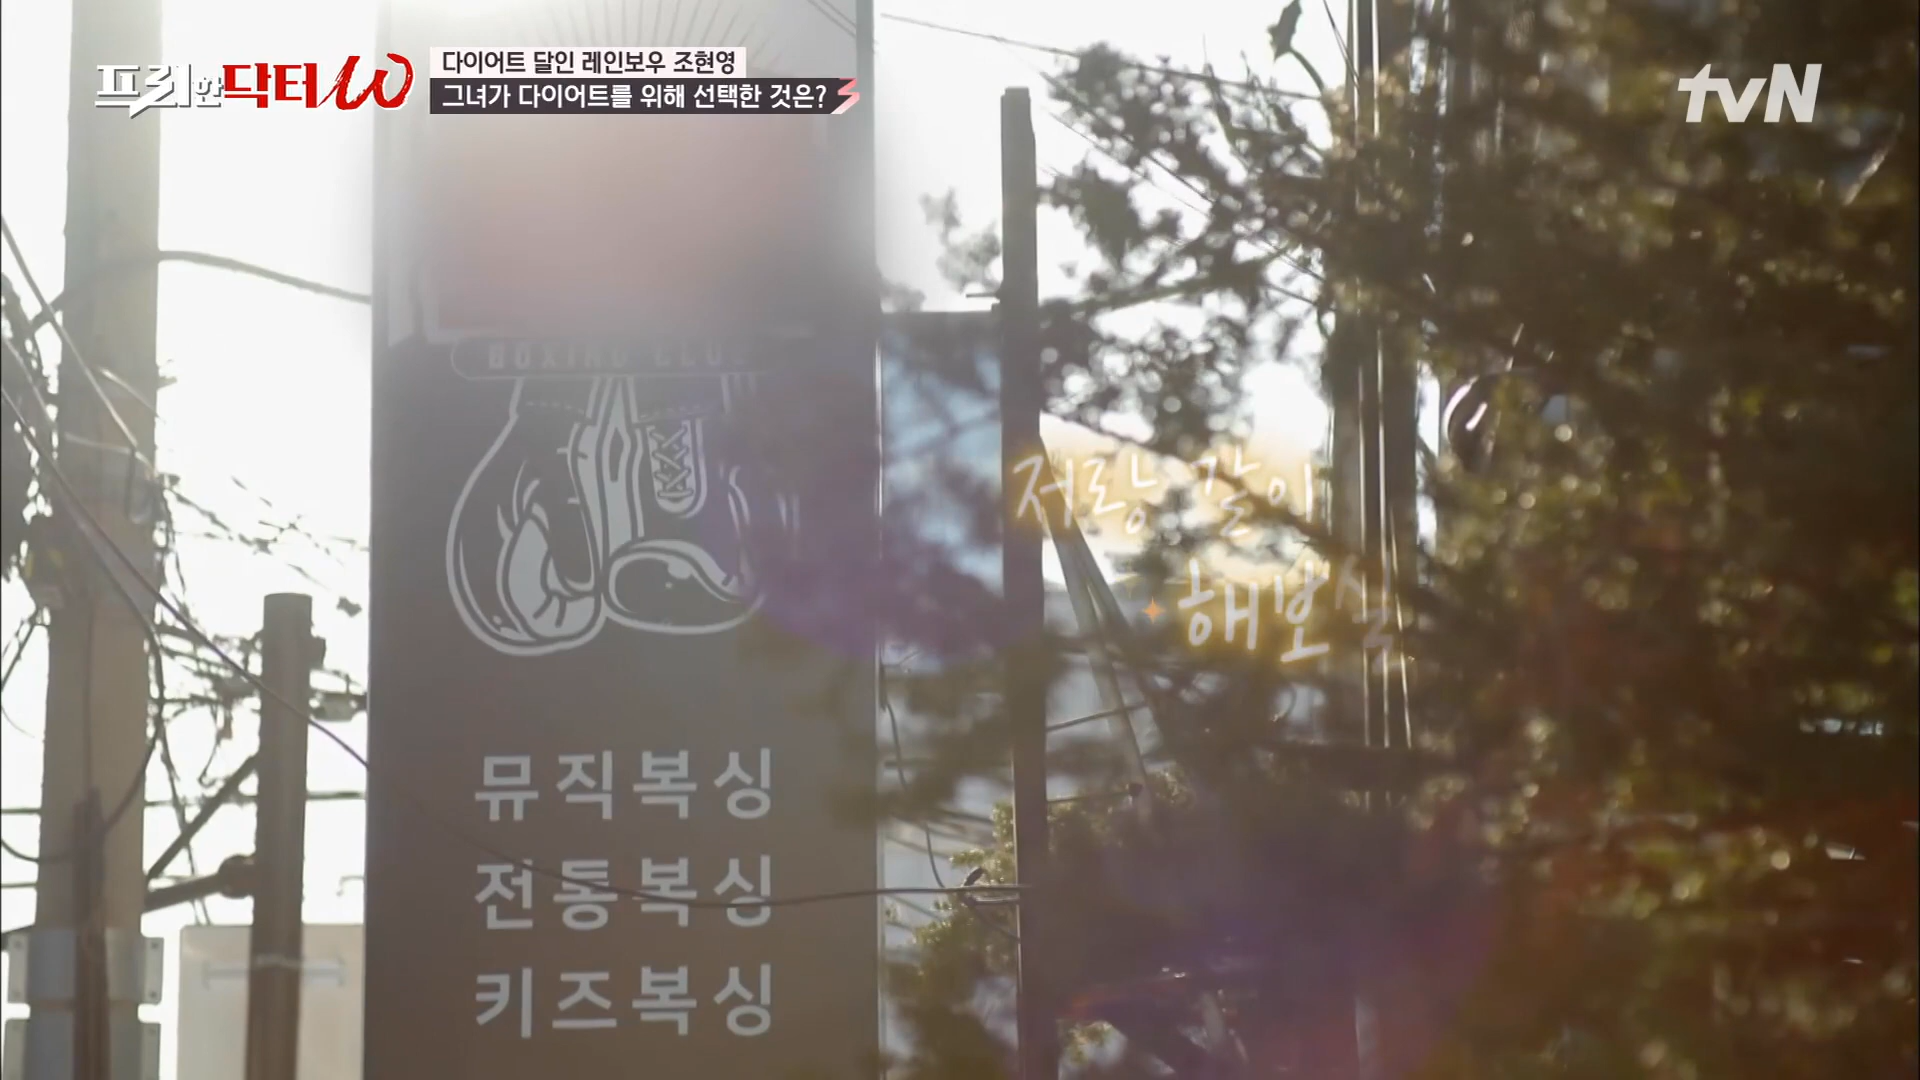 프리한닥터W
다이어트 달인 레인보우 조현영
그녀가 다이어트를 위해 선택한 것은?
tvN
BOXING CLUB
저랑 같이
해보실
뮤직복싱
전통복싱
키즈복싱